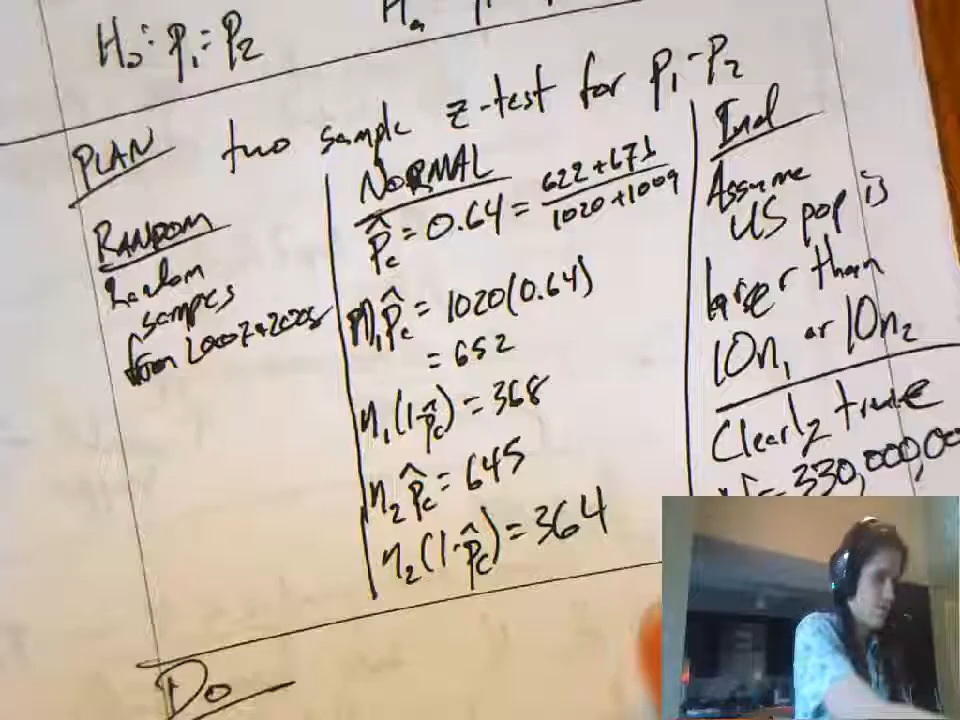 H₀: P₁ = P₂
Hₐ
PLAN two sample z-test for P₁-P₂
RANDOM
Random
samples
from
NORMAL
p̂c = 0.64 = 622+671 / 1020+1009
n₁p̂c = 1020(0.64)
= 652
n₁(1-p̂c) = 368
n₂p̂c = 645
n₂(1-p̂c) = 364
Ind
Assume
US pop is
larger than
10n₁ or 10n₂
Clearly true
= 330,000,00
Do